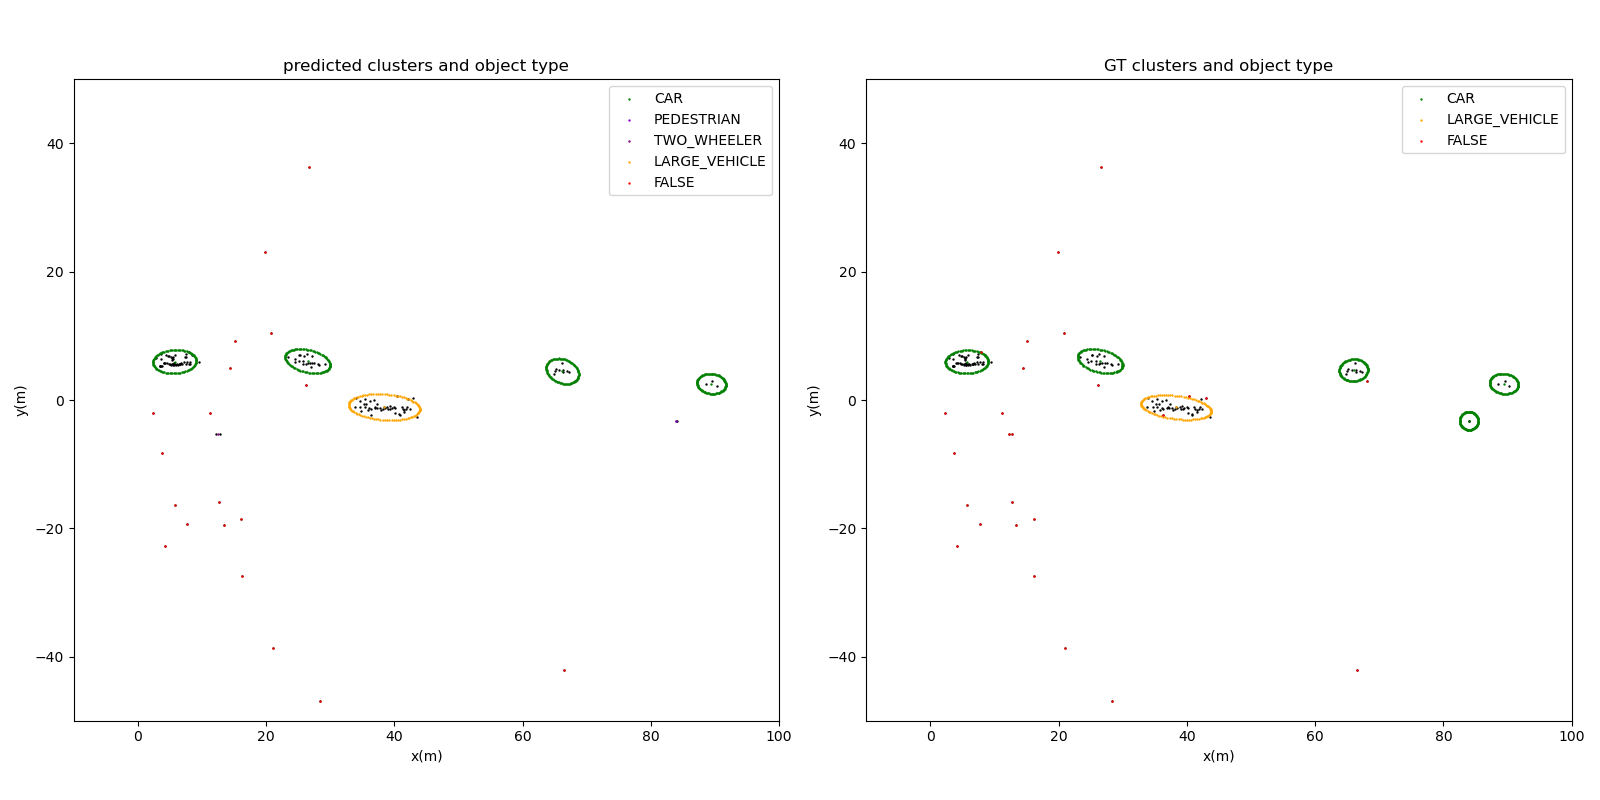 predicted clusters and object type
CAR
PEDESTRIAN
TWO_WHEELER
LARGE_VEHICLE
FALSE
y(m)
40
20
0
−20
−40
0
20
40
60
80
100
x(m)
GT clusters and object type
CAR
LARGE_VEHICLE
FALSE
y(m)
40
20
0
−20
−40
0
20
40
60
80
100
x(m)